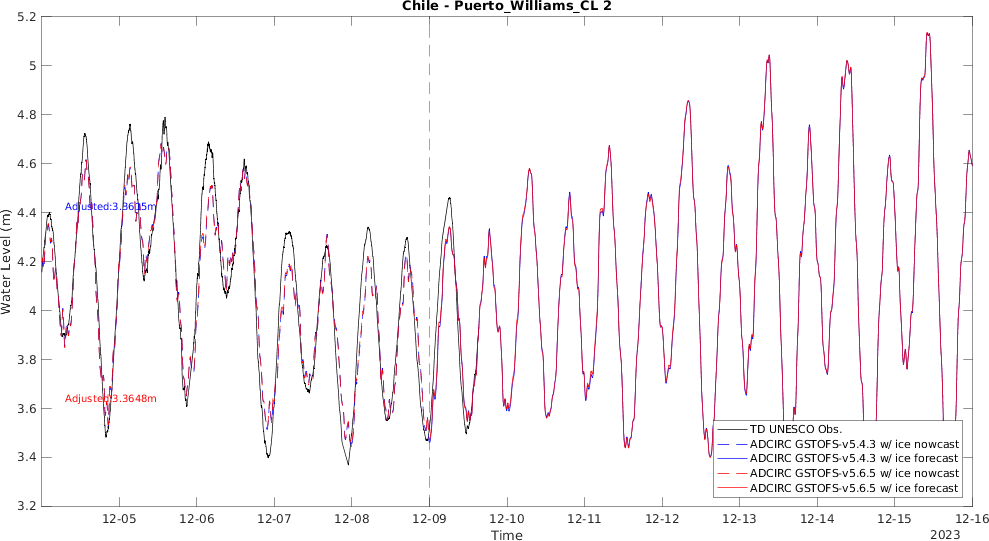 Chile - Puerto_Williams_CL 2
5.2
5
4.8
4.6
4.4
4.2
4
3.8
3.6
3.4
3.2
Water Level (m)
Adjusted:3.3615m
Adjusted:3.3648m
TD UNESCO Obs.
ADCIRC GSTOFS-v5.4.3 w/ ice nowcast
ADCIRC GSTOFS-v5.4.3 w/ ice forecast
ADCIRC GSTOFS-v5.6.5 w/ ice nowcast
ADCIRC GSTOFS-v5.6.5 w/ ice forecast
12-05 12-06 12-07 12-08 12-09 12-10 12-11 12-12 12-13 12-14 12-15 12-16
Time
2023